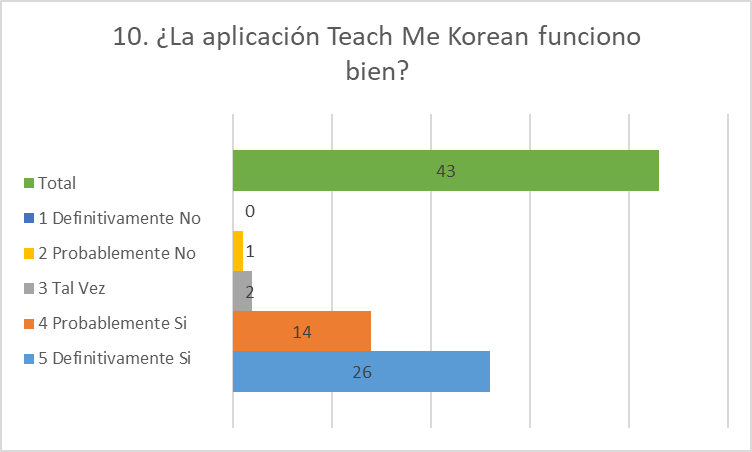 10. ¿La aplicación Teach Me Korean funciono
bien?
Total
1 Definitivamente No
2 Probablemente No
3 Tal Vez
4 Probablemente Si
5 Definitivamente Si
43
0
1
2
14
26